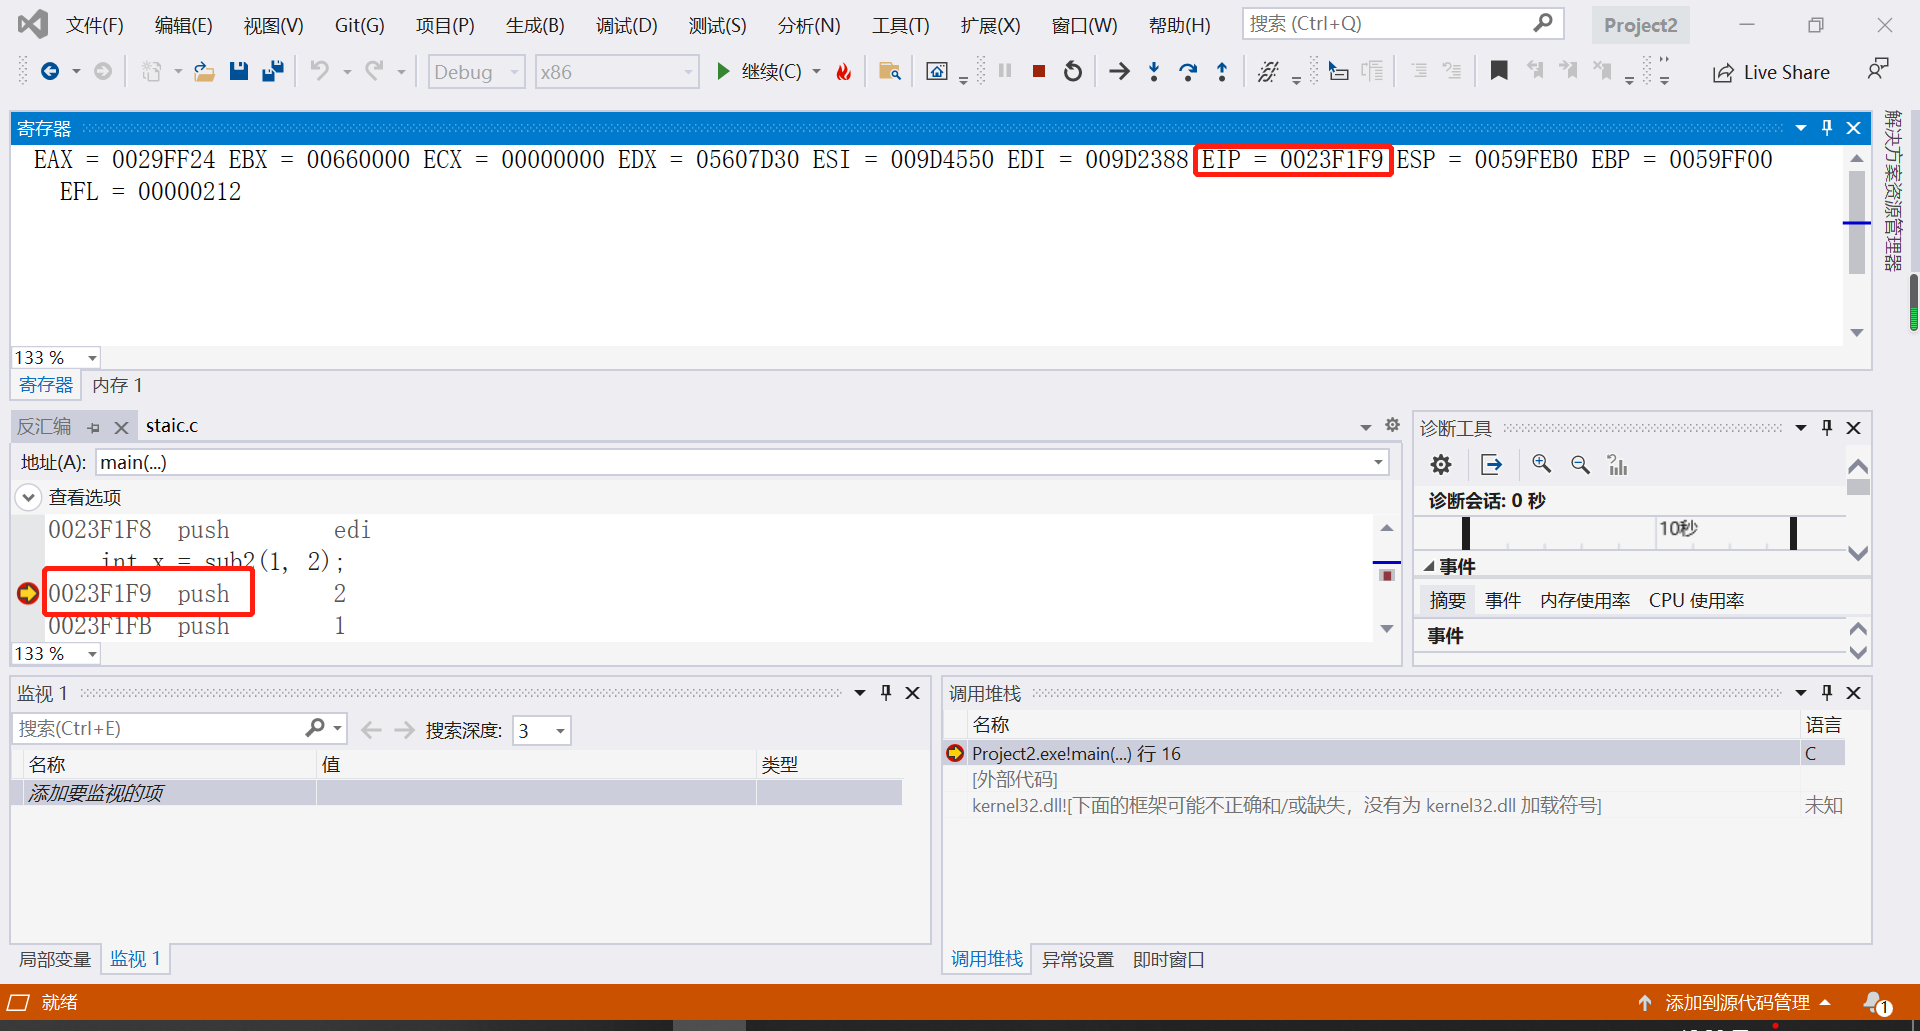 文件(F) 编辑(E) 视图(V) Git(G) 项目(P) 生成(B) 调试(D) 测试(S) 分析(N) 工具(T) 扩展(X) 窗口(W) 帮助(H) 搜索 (Ctrl+Q) Project2
Debug x86 继续(C) Live Share
解决方案资源管理器
寄存器
EAX = 0029FF24 EBX = 00660000 ECX = 00000000 EDX = 05607D30 ESI = 009D4550 EDI = 009D2388 EIP = 0023F1F9 ESP = 0059FEB0 EBP = 0059FF00
EFL = 00000212
133 %
寄存器 内存 1
反汇编 staic.c
地址(A): main(...)
查看选项
0023F1F8 push edi
int x = sub2(1, 2);
0023F1F9 push 2
0023F1FB push 1
133 %
诊断工具
诊断会话: 0 秒
10秒
事件
摘要 事件 内存使用率 CPU 使用率
事件
监视 1
搜索(Ctrl+E) 搜索深度: 3
名称 值 类型
添加要监视的项
局部变量 监视 1
调用堆栈
名称 语言
Project2.exe!main(...) 行 16 C
[外部代码]
kernel32.dll![下面的框架可能不正确和/或缺失，没有为 kernel32.dll 加载符号] 未知
调用堆栈 异常设置 即时窗口
就绪 添加到源代码管理 1